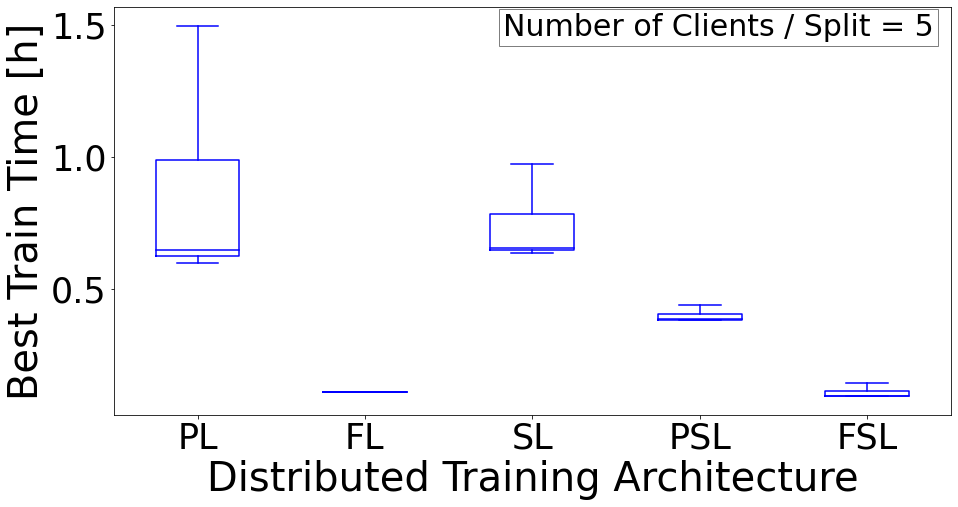 Number of Clients / Split = 5
Best Train Time [h]
1.5
1.0
0.5
PL FL SL PSL FSL
Distributed Training Architecture